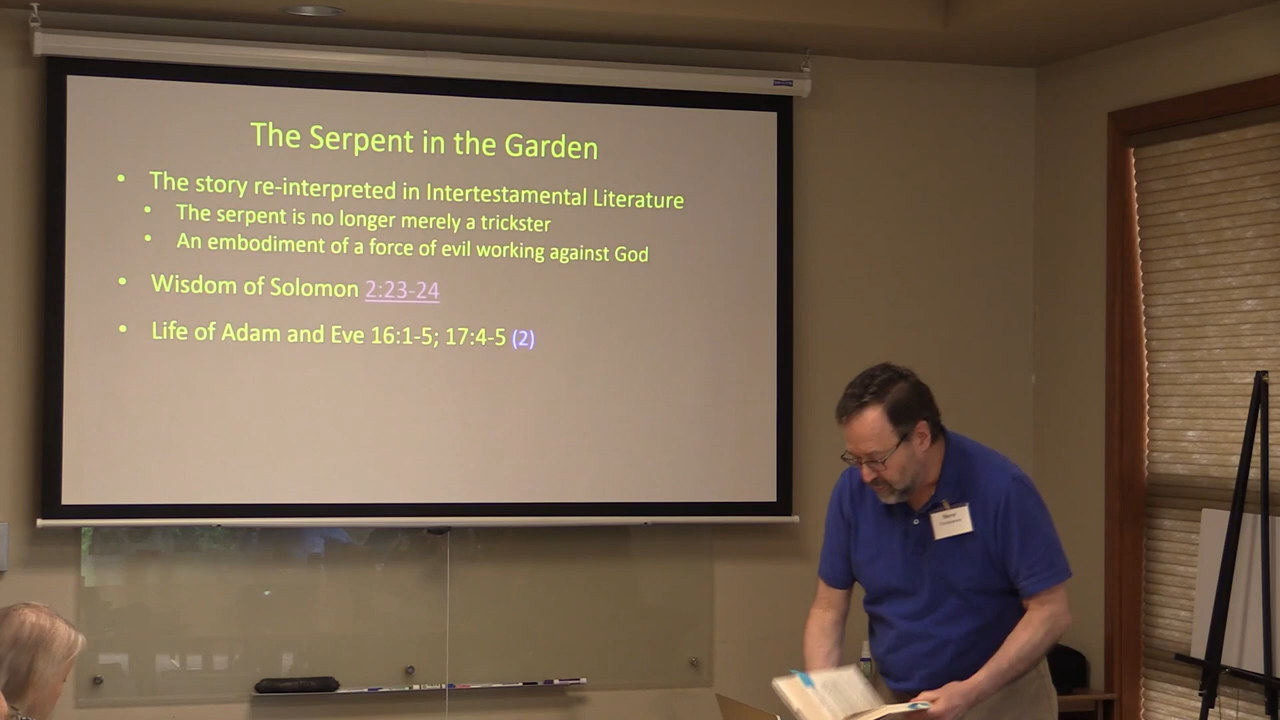 The Serpent in the Garden
• The story re-interpreted in Intertestamental Literature
• The serpent is no longer merely a trickster
• An embodiment of a force of evil working against God
• Wisdom of Solomon 2:23-24
• Life of Adam and Eve 16:1-5; 17:4-5 (2)